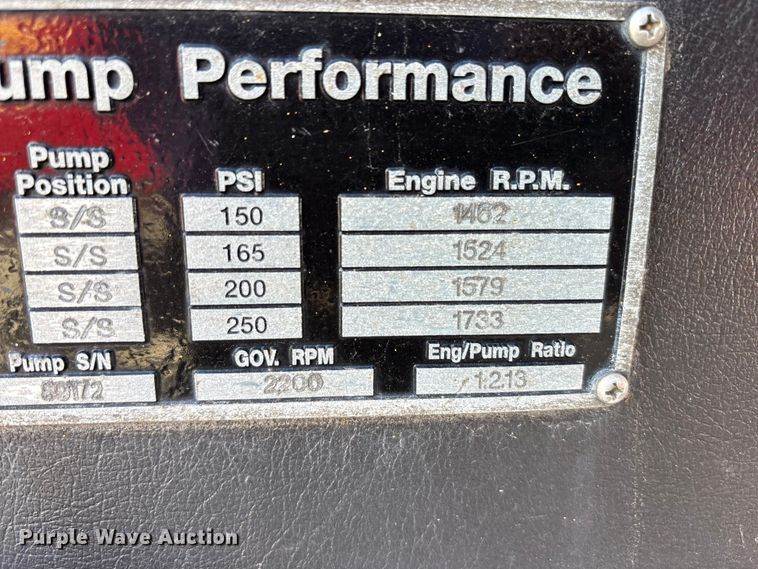 ump Performance
Pump Position PSI Engine R.P.M.
S/S 150 1462
S/S 165 1524
S/S 200 1579
S/S 250 1733
Pump S/N GOV. RPM Eng/Pump Ratio
2200 1:2.13
Purple Wave Auction